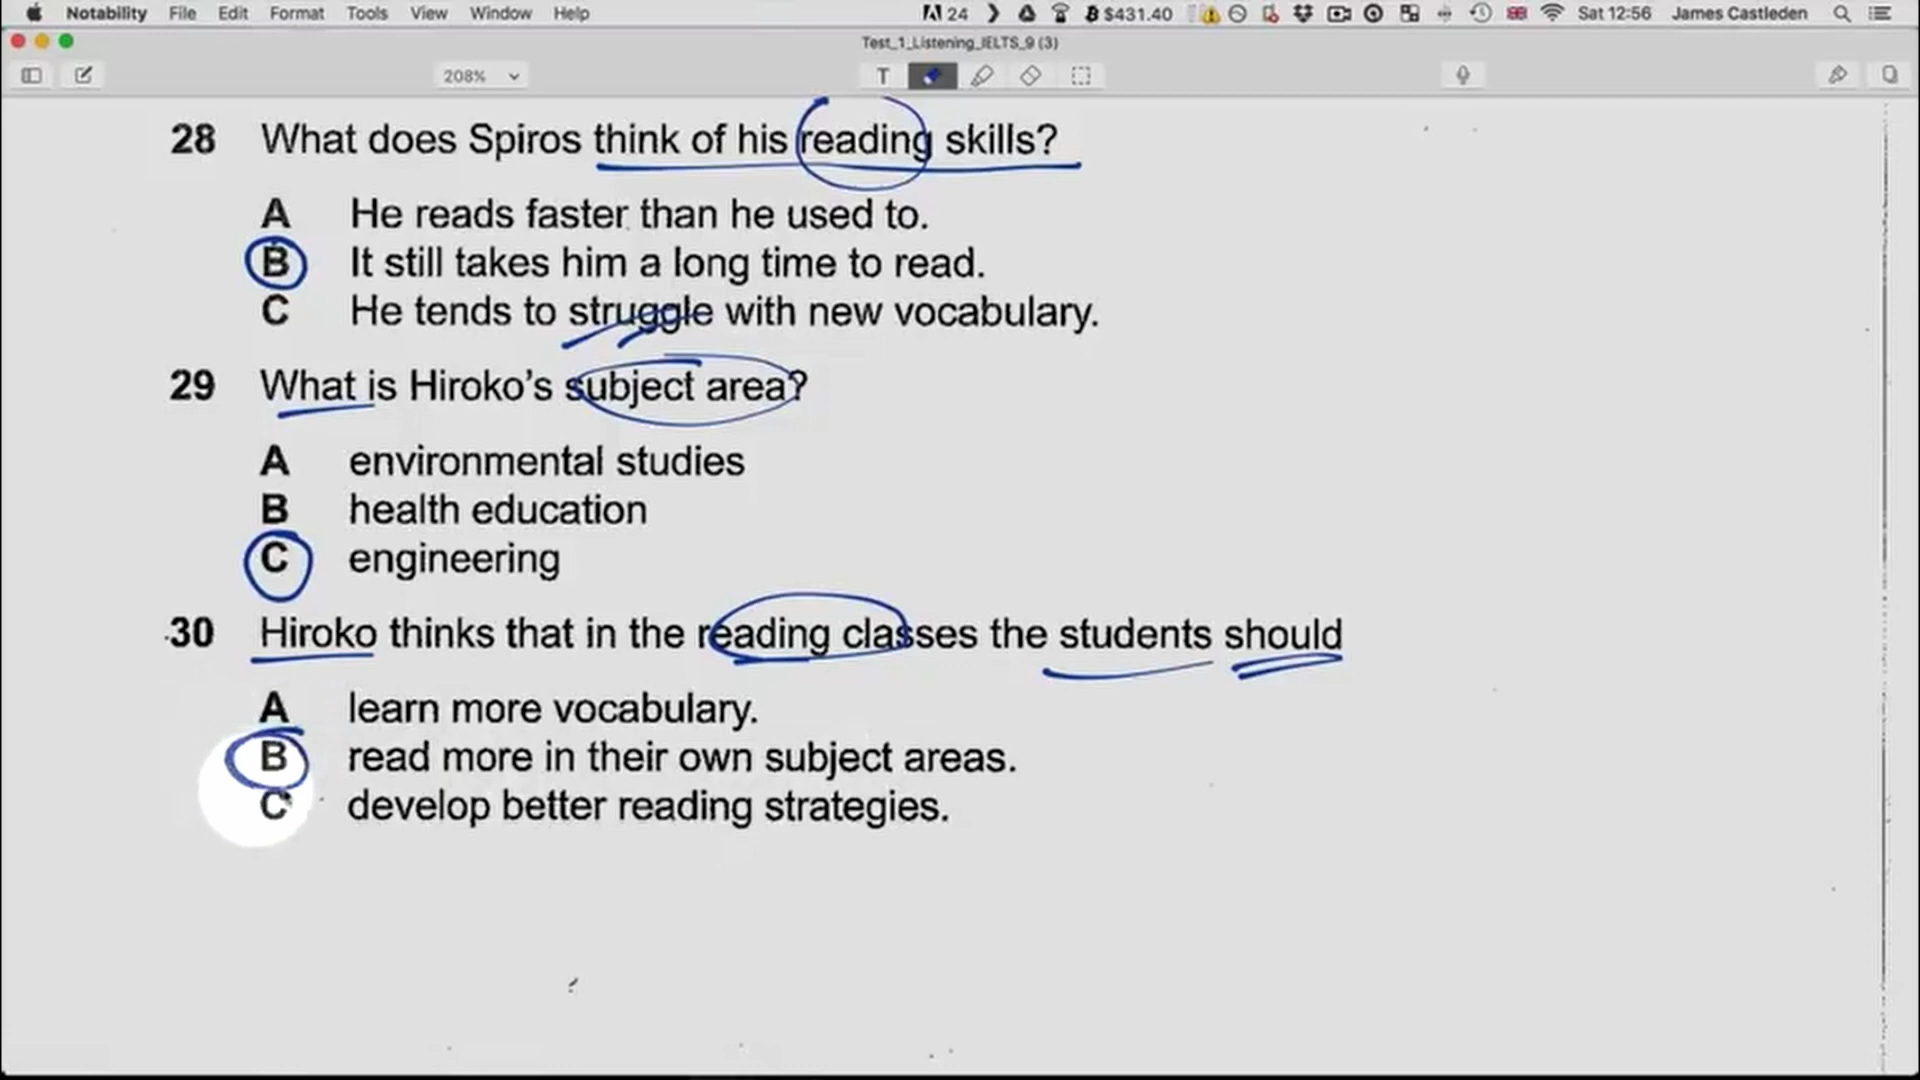 Notability File Edit Format Tools View Window Help 24 $431.40 Sat 12:56 James Castleden
Test_1_Listening_IELTS_9 (3)
208% T
28 What does Spiros think of his reading skills?
A He reads faster than he used to.
B It still takes him a long time to read.
C He tends to struggle with new vocabulary.
29 What is Hiroko's subject area?
A environmental studies
B health education
C engineering
30 Hiroko thinks that in the reading classes the students should
A learn more vocabulary.
B read more in their own subject areas.
C develop better reading strategies.